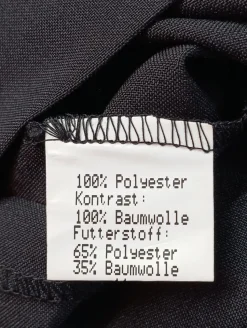 100% Polyester
Kontrast:
100% Baumwolle
Futterstoff:
65% Polyester
35% Baumwolle